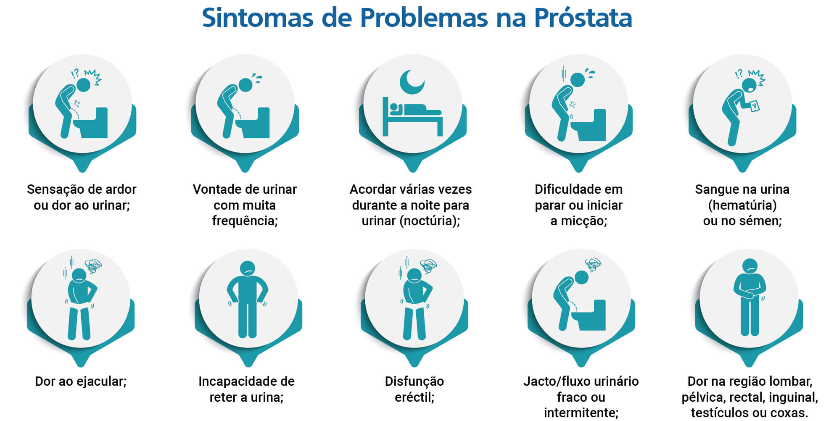 Sintomas de Problemas na Próstata
Sensação de ardor
ou dor ao urinar;
Vontade de urinar
com muita
frequência;
Acordar várias vezes
durante a noite para
urinar (noctúria);
Dificuldade em
parar ou iniciar
a micção;
Sangue na urina
(hematúria)
ou no sémen;
Dor ao ejacular;
Incapacidade de
reter a urina;
Disfunção
eréctil;
Jacto/fluxo urinário
fraco ou
intermitente;
Dor na região lombar,
pélvica, rectal, inguinal,
testículos ou coxas.